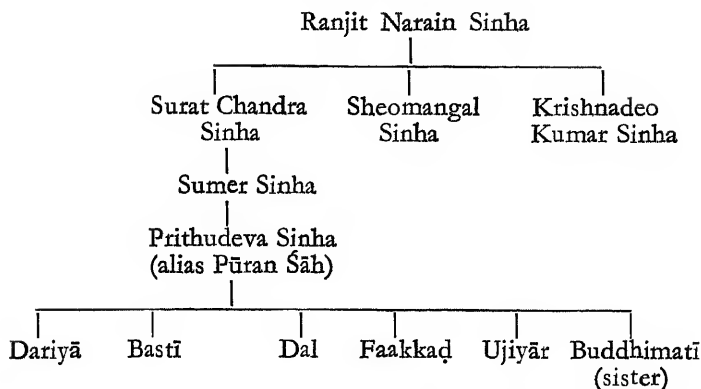 Ranjit Narain Sinha
Surat Chandra Sheomangal Krishnadeo
Sinha Sinha Kumar Sinha
Sumer Sinha
Prithudeva Sinha
(alias Pūran Śāh)
Dariyā Bastī Dal Faakkaḍ Ujiyār Buddhimatī
(sister)